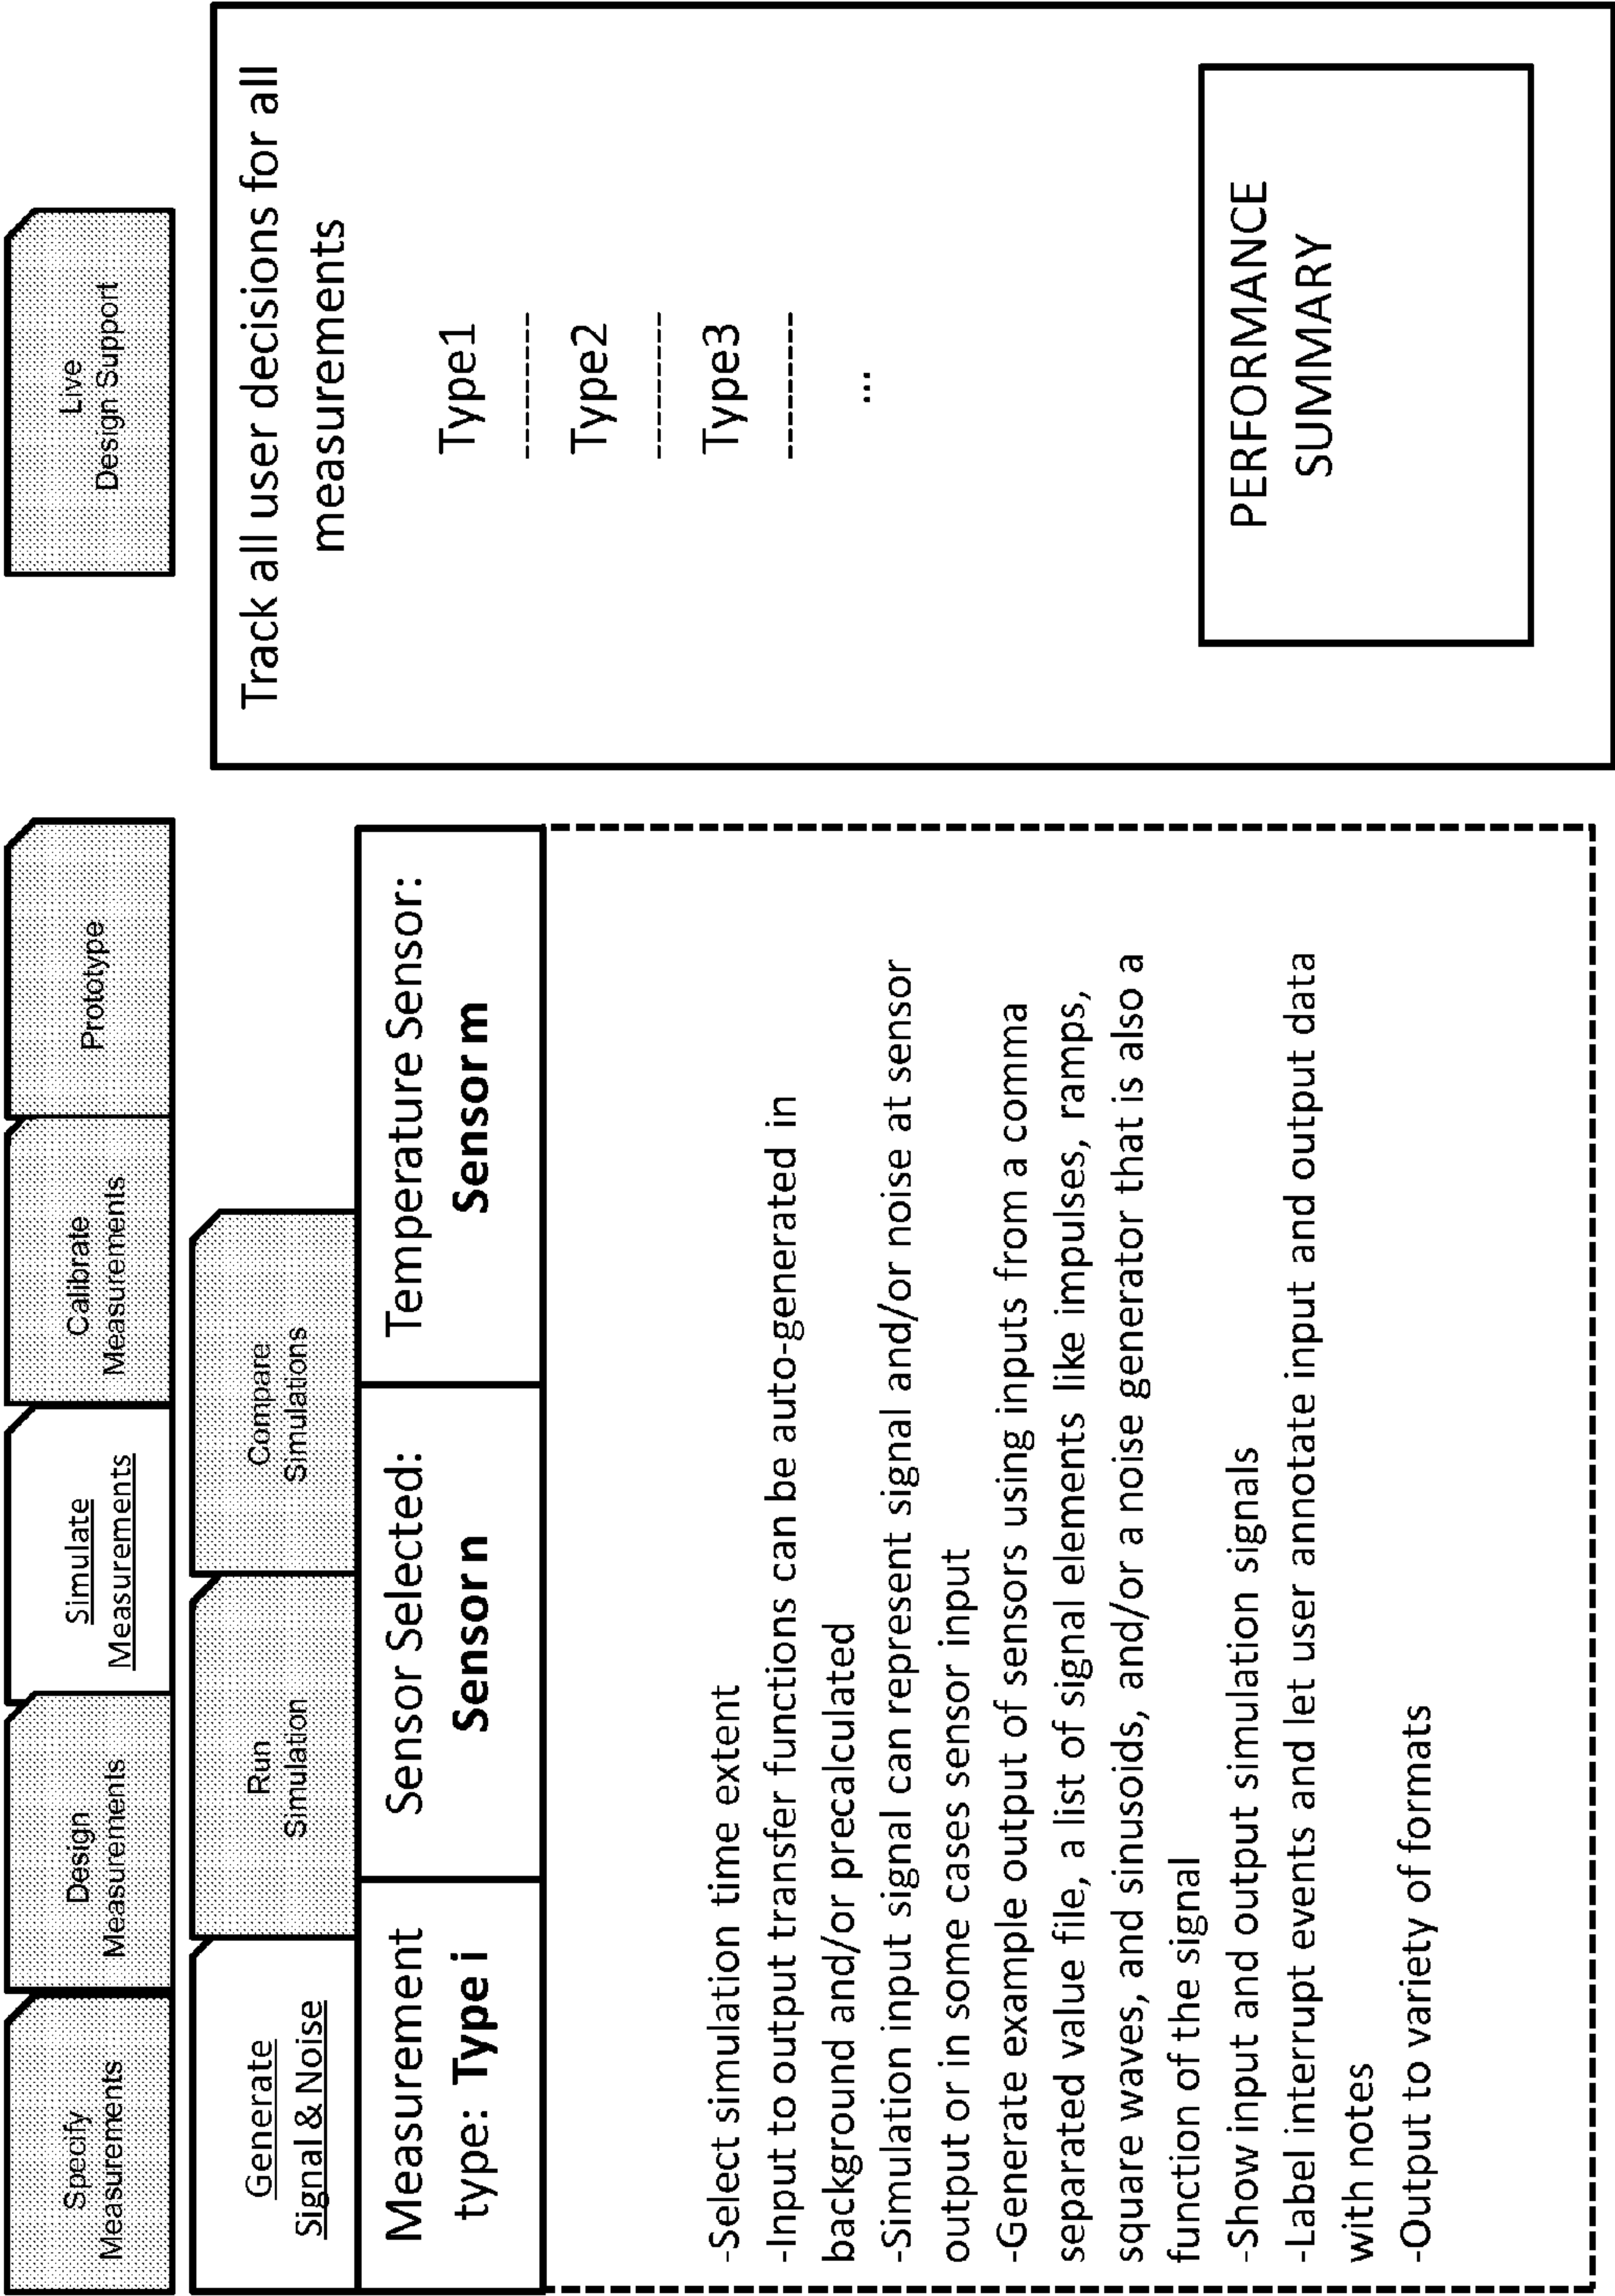 Specify
Measurements
Design
Measurements
Simulate
Measurements
Calibrate
Measurements
Prototype
Live
Design Support
Generate
Signal & Noise
Run
Simulation
Compare
Simulations
Measurement
type: Type i
Sensor Selected:
Sensor n
Temperature Sensor:
Sensor m
-Select simulation time extent
-Input to output transfer functions can be auto-generated in
background and/or precalculated
-Simulation input signal can represent signal and/or noise at sensor
output or in some cases sensor input
-Generate example output of sensors using inputs from a comma
separated value file, a list of signal elements like impulses, ramps,
square waves, and sinusoids, and/or a noise generator that is also a
function of the signal
-Show input and output simulation signals
-Label interrupt events and let user annotate input and output data
with notes
-Output to variety of formats
Track all user decisions for all
measurements
Type1
Type2
Type3
...
PERFORMANCE
SUMMARY